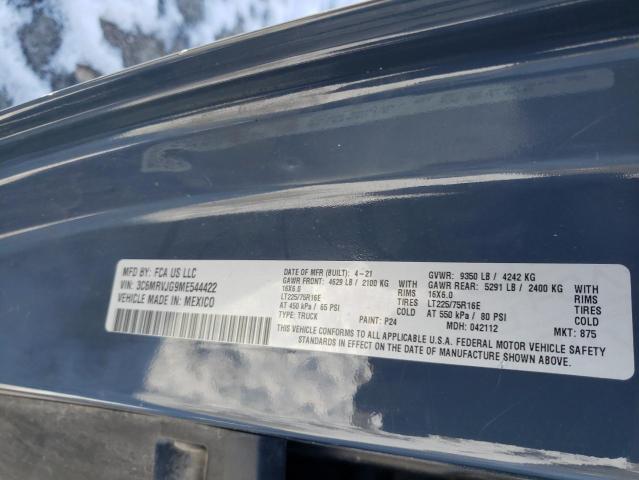 MFD BY: FCA US LLC
VIN: 3C6MRVJG9ME544422
VEHICLE MADE IN: MEXICO
DATE OF MFR (BUILT): 4-21
GAWR FRONT: 4629 LB / 2100 KG WITH
16X6.0 RIMS
LT225/75R16E TIRES
AT 450 kPa / 65 PSI COLD
TYPE: TRUCK PAINT: P24
GVWR: 9350 LB / 4242 KG
GAWR REAR: 5291 LB / 2400 KG WITH
16X6.0 RIMS
LT225/75R16E TIRES
AT 550 kPa / 80 PSI COLD
MDH: 042112 MKT: 875
THIS VEHICLE CONFORMS TO ALL APPLICABLE U.S.A. FEDERAL MOTOR VEHICLE SAFETY
STANDARDS IN EFFECT ON THE DATE OF MANUFACTURE SHOWN ABOVE.